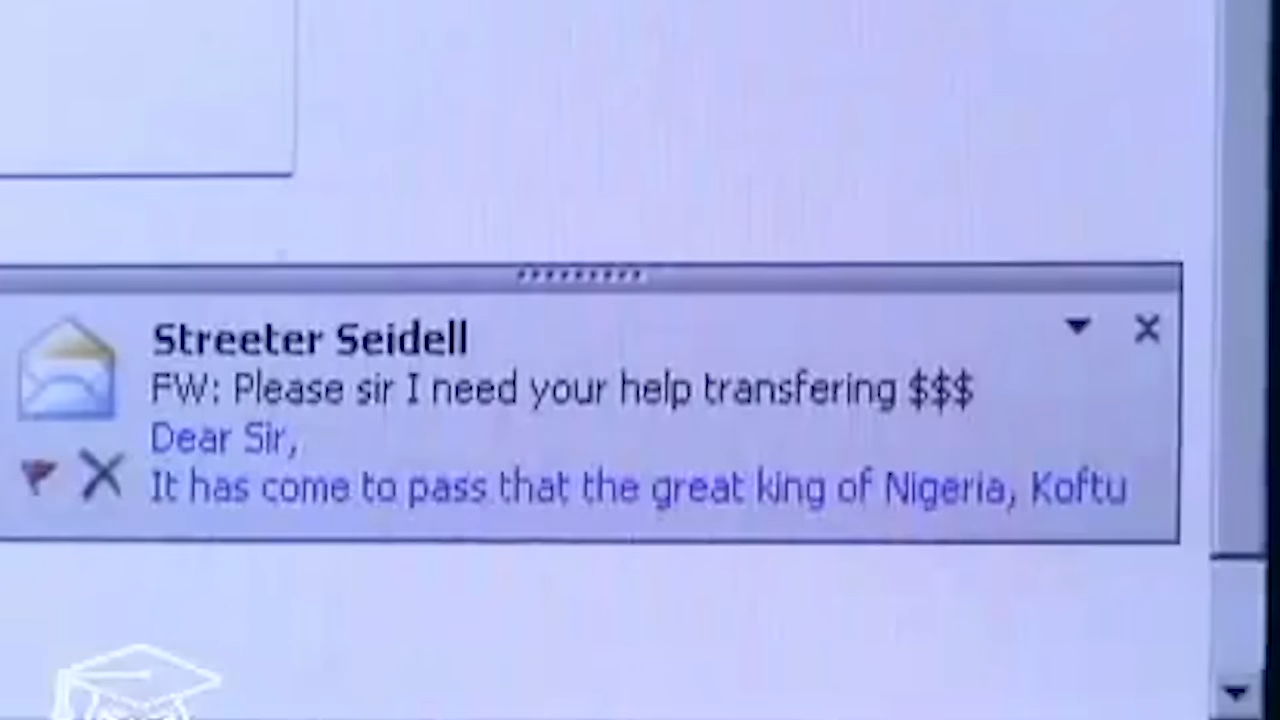 Streeter Seidell
FW: Please sir I need your help transfering $$$
Dear Sir,
It has come to pass that the great king of Nigeria, Koftu